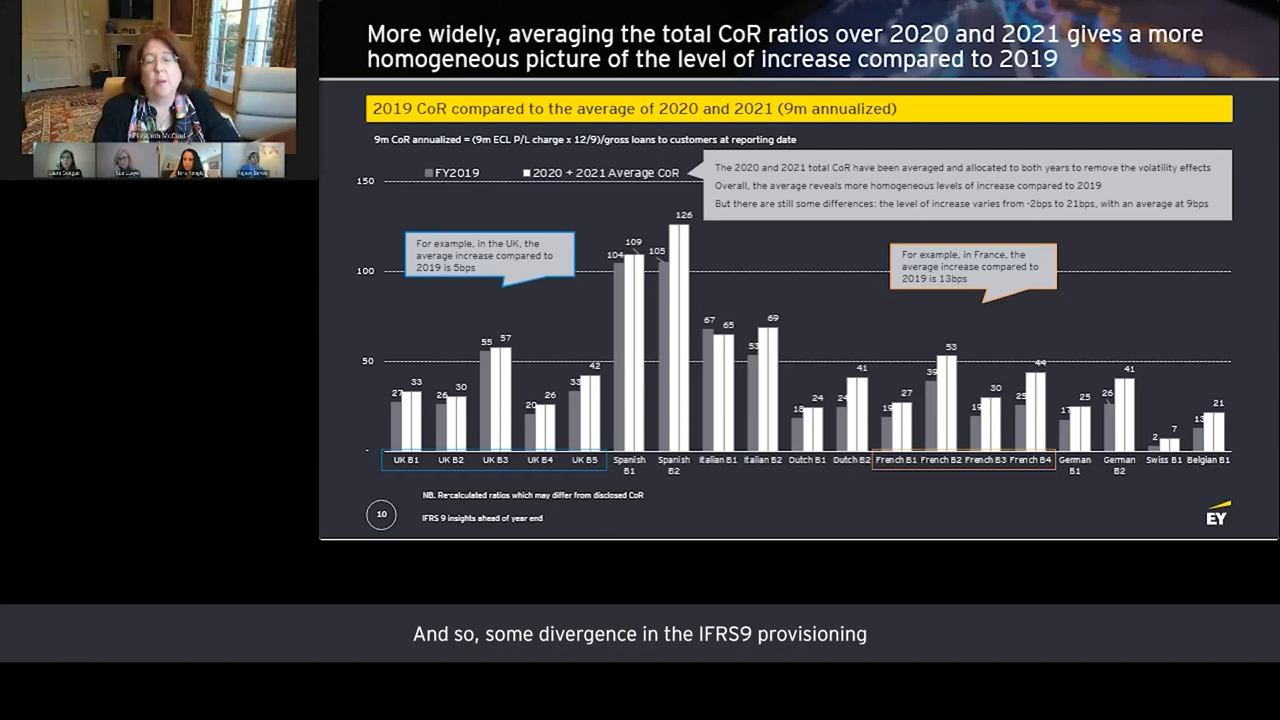 More widely, averaging the total CoR ratios over 2020 and 2021 gives a more
homogeneous picture of the level of increase compared to 2019
2019 CoR compared to the average of 2020 and 2021 (9m annualized)
9m CoR annualized = (9m ECL P/L charge x 12/9)/gross loans to customers at reporting date
FY2019
2020 + 2021 Average CoR
The 2020 and 2021 total CoR have been averaged and allocated to both years to remove the volatility effects
Overall, the average reveals more homogeneous levels of increase compared to 2019
But there are still some differences: the level of increase varies from -2bps to 21bps, with an average at 9bps
For example, in the UK, the
average increase compared to
2019 is 5bps
For example, in France, the
average increase compared to
2019 is 13bps
150
100
50
-
27 33 26 30 55 57 20 26 33 42 104 109 105 126 67 65 53 69 18 24 24 41 19 27 39 53 19 30 25 44 17 25 26 41 2 7 13 21
UK B1 UK B2 UK B3 UK B4 UK B5 Spanish B1 Spanish B2 Italian B1 Italian B2 Dutch B1 Dutch B2 French B1 French B2 French B3 French B4 German B1 German B2 Swiss B1 Belgian B1
NB. Re-calculated ratios which may differ from disclosed CoR
10
IFRS 9 insights ahead of year end
EY
And so, some divergence in the IFRS9 provisioning